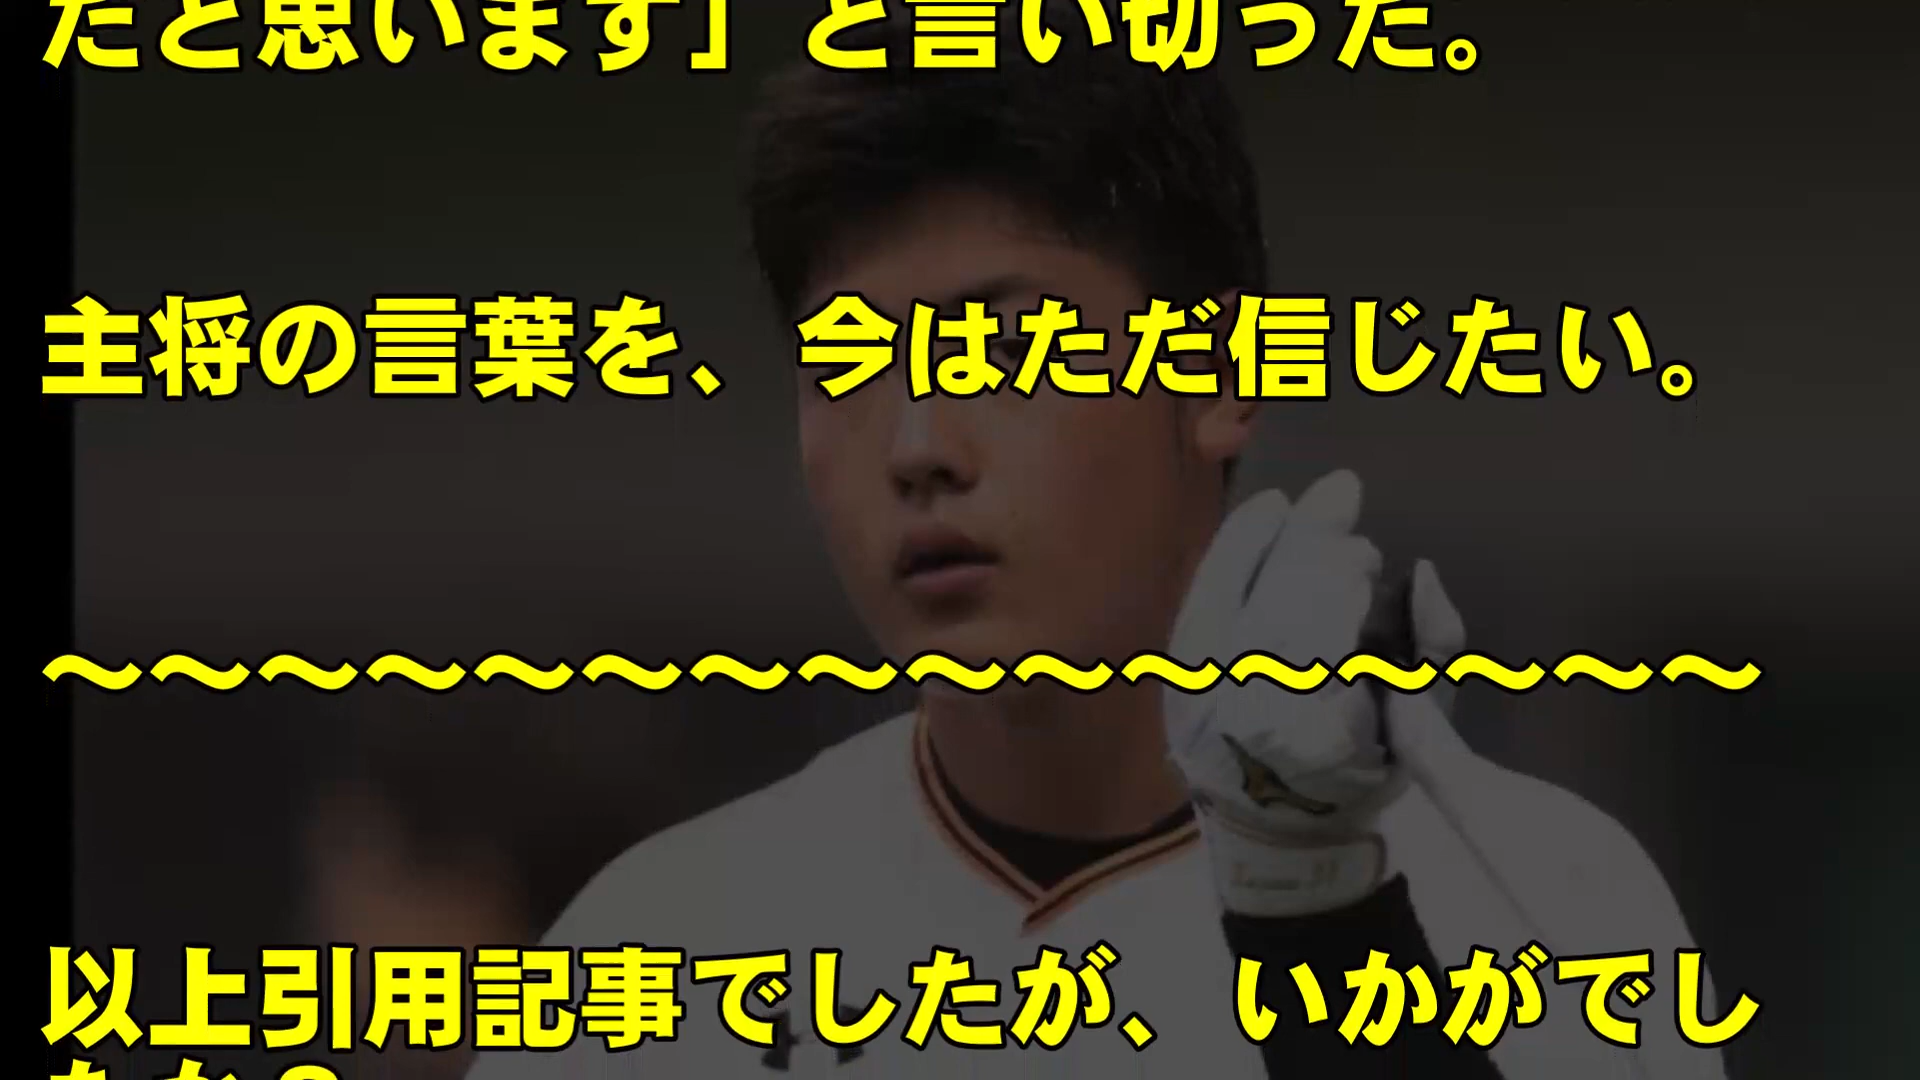 たと思います」と言い切った。
主将の言葉を、今はただ信じたい。
～～～～～～～～～～～～～～～～
以上引用記事でしたが、いかがでし
たか？